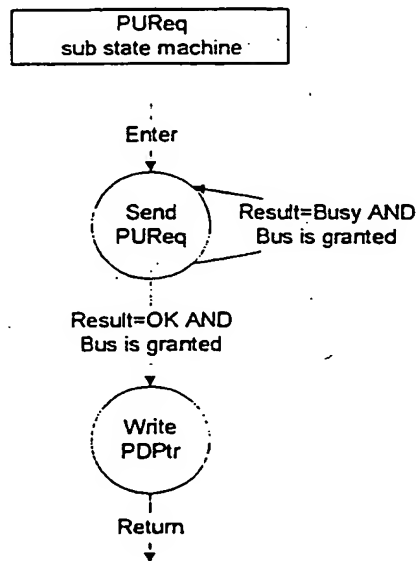 PUReq
sub state machine
Enter
Send
PUReq
Result=Busy AND
Bus is granted
Result=OK AND
Bus is granted
Write
PDPtr
Return